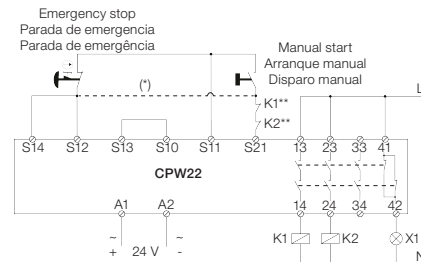 Emergency stop
Parada de emergencia
Parada de emergência
Manual start
Arranque manual
Disparo manual
(*)
L
K1**
K2**
S14 S12 S13 S10 S11 S21 13 23 33 41
CPW22
A1 A2 14 24 34 42
~ ~ K1 K2 X1
+ 24 V -
N